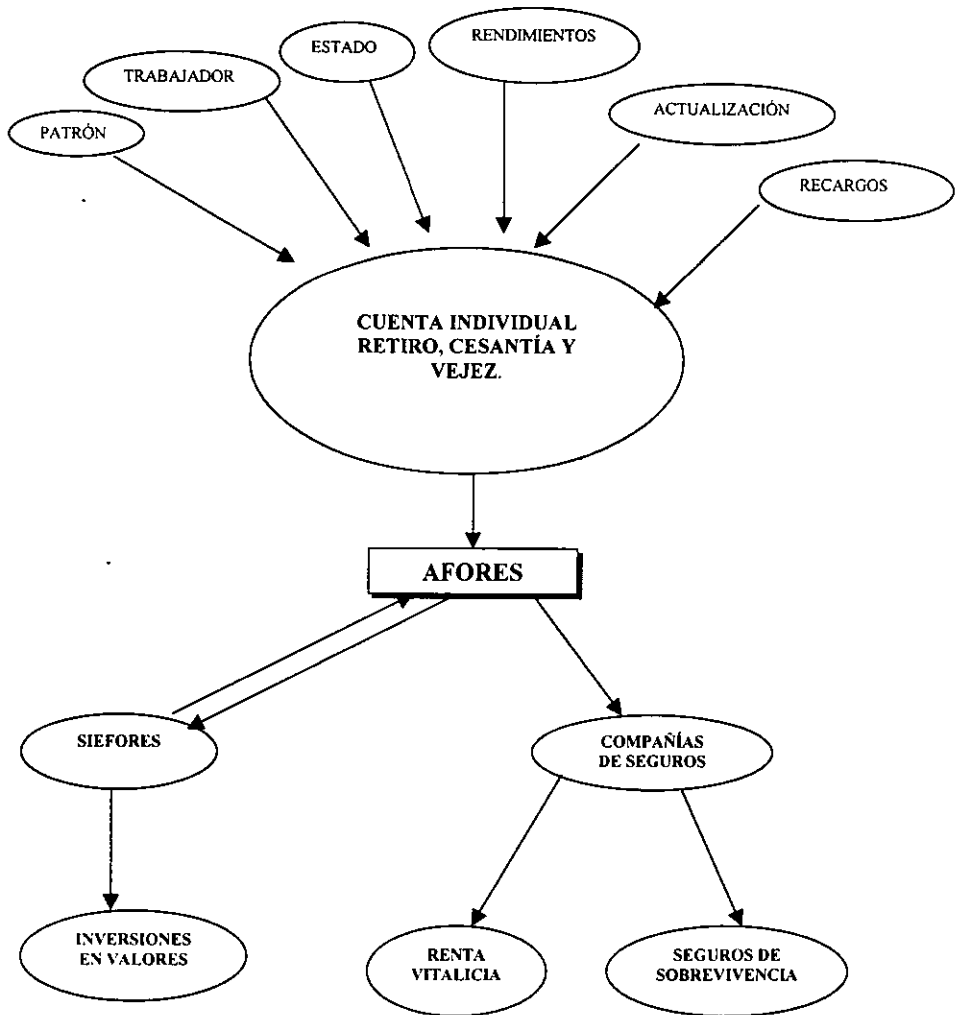 RENDIMIENTOS
ESTADO
TRABAJADOR
ACTUALIZACIÓN
PATRÓN
RECARGOS
CUENTA INDIVIDUAL
RETIRO, CESANTÍA Y
VEJEZ.
AFORES
SIEFORES
COMPAÑÍAS
DE SEGUROS
INVERSIONES
EN VALORES
RENTA
VITALICIA
SEGUROS DE
SOBREVIVENCIA